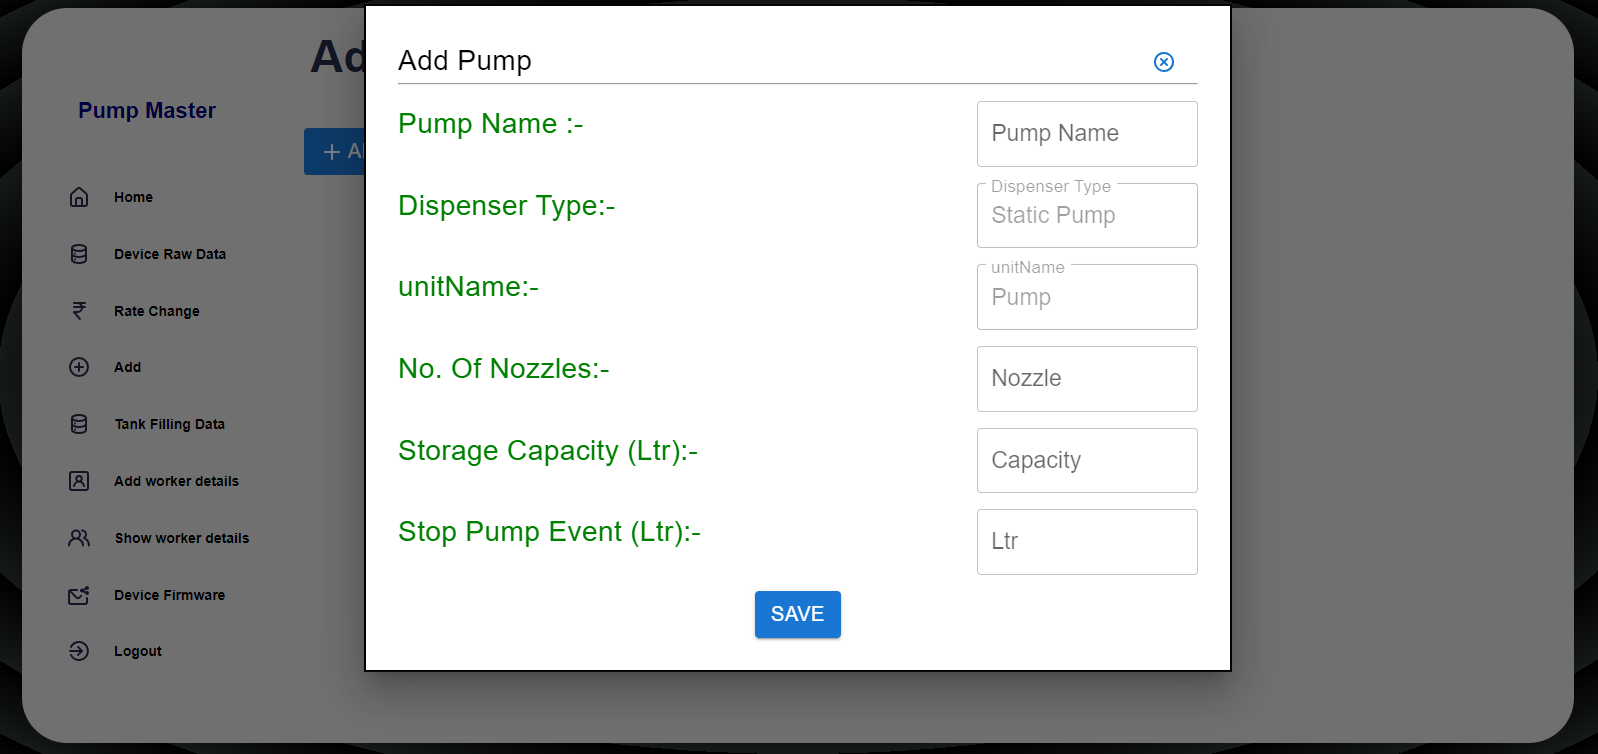 Ad
Pump Master
+ A
Home
Device Raw Data
Rate Change
Add
Tank Filling Data
Add worker details
Show worker details
Device Firmware
Logout
Add Pump
Pump Name :-
Pump Name
Dispenser Type:-
Dispenser Type
Static Pump
unitName:-
unitName
Pump
No. Of Nozzles:-
Nozzle
Storage Capacity (Ltr):-
Capacity
Stop Pump Event (Ltr):-
Ltr
SAVE